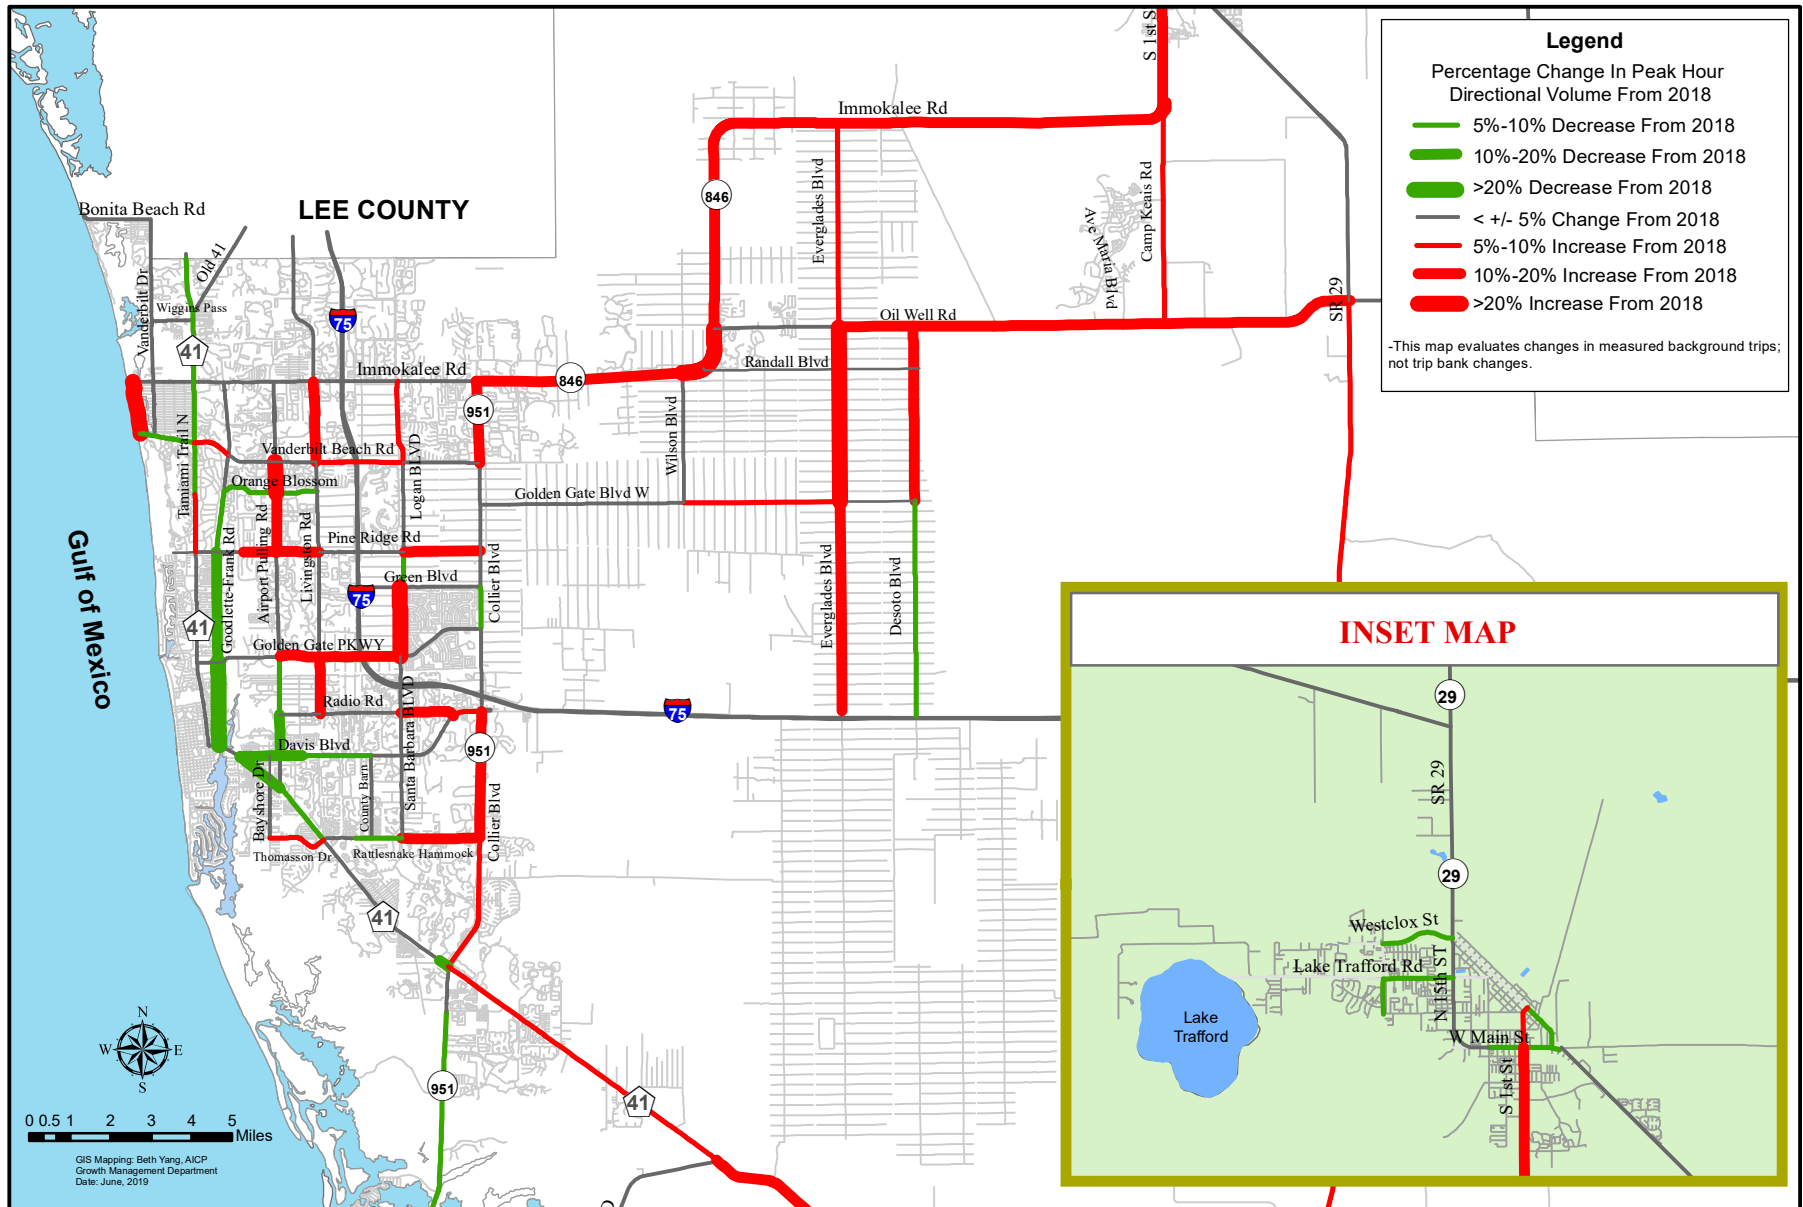 Legend
Percentage Change In Peak Hour
Directional Volume From 2018
5%-10% Decrease From 2018
10%-20% Decrease From 2018
>20% Decrease From 2018
< +/- 5% Change From 2018
5%-10% Increase From 2018
10%-20% Increase From 2018
>20% Increase From 2018
-This map evaluates changes in measured background trips;
not trip bank changes.
S 1st S
Immokalee Rd
846
Everglades Blvd
Camp Keais Rd
Ave Maria Blvd
SR 29
Bonita Beach Rd
LEE COUNTY
Old 41
Vanderbilt Dr
Wiggins Pass
75
41
Oil Well Rd
Immokalee Rd
846
Randall Blvd
951
Wilson Blvd
Tamiami Trail N
Vanderbilt Beach Rd
Logan BLVD
Orange Blossom
Golden Gate Blvd W
Gulf of Mexico
Goodlette-Frank Rd
Airport Pulling Rd
Livingston Rd
Pine Ridge Rd
Green Blvd
Collier Blvd
Everglades Blvd
Desoto Blvd
75
41
Golden Gate PKWY
Radio Rd
Santa Barbara BLVD
75
Davis Blvd
951
Bayshore Dr
County Barn
Collier Blvd
Thomasson Dr
Rattlesnake Hammock
41
951
41
N
W
E
S
0 0.5 1 2 3 4 5
Miles
GIS Mapping: Beth Yang, AICP
Growth Management Department
Date: June, 2019
INSET MAP
29
SR 29
29
Westclox St
Lake Trafford Rd
N 15th ST
Lake
Trafford
W Main St
S 1st St